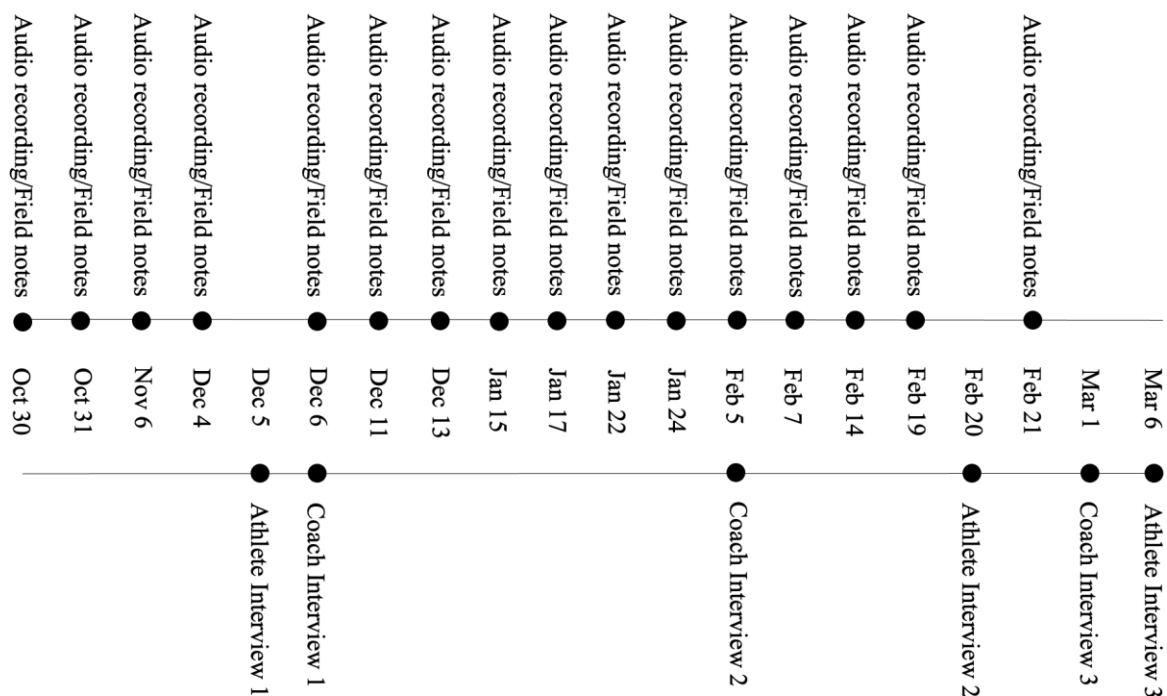 Mar 6 Athlete Interview 3
Mar 1 Coach Interview 3
Audio recording/Field notes Feb 21
Feb 20 Athlete Interview 2
Audio recording/Field notes Feb 19
Audio recording/Field notes Feb 14
Audio recording/Field notes Feb 7
Audio recording/Field notes Feb 5 Coach Interview 2
Audio recording/Field notes Jan 24
Audio recording/Field notes Jan 22
Audio recording/Field notes Jan 17
Audio recording/Field notes Jan 15
Audio recording/Field notes Dec 13
Audio recording/Field notes Dec 11
Audio recording/Field notes Dec 6 Coach Interview 1
Dec 5 Athlete Interview 1
Audio recording/Field notes Dec 4
Audio recording/Field notes Nov 6
Audio recording/Field notes Oct 31
Audio recording/Field notes Oct 30